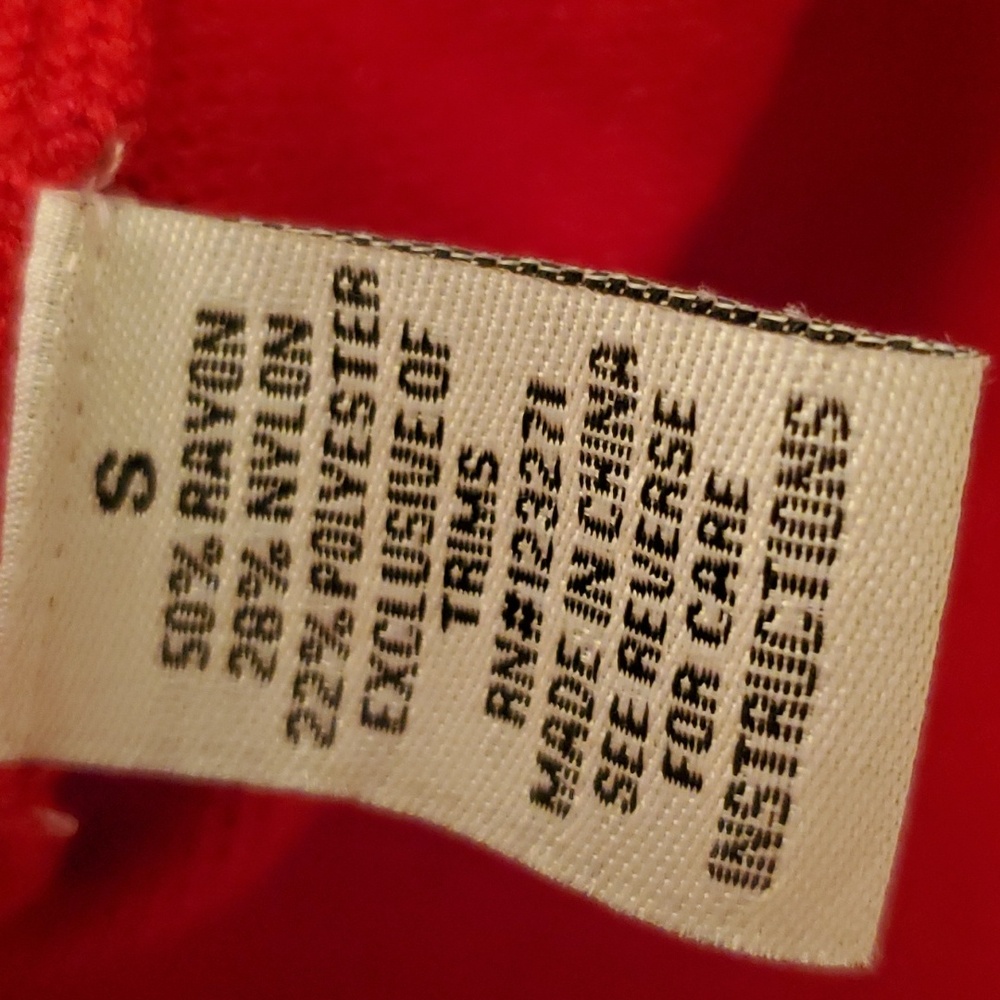 S
50% RAYON
28% NYLON
22% POLYESTER
EXCLUSIVE OF
TRIMS
RN#123271
MADE IN CHINA
SEE REVERSE
FOR CARE
INSTRUCTIONS